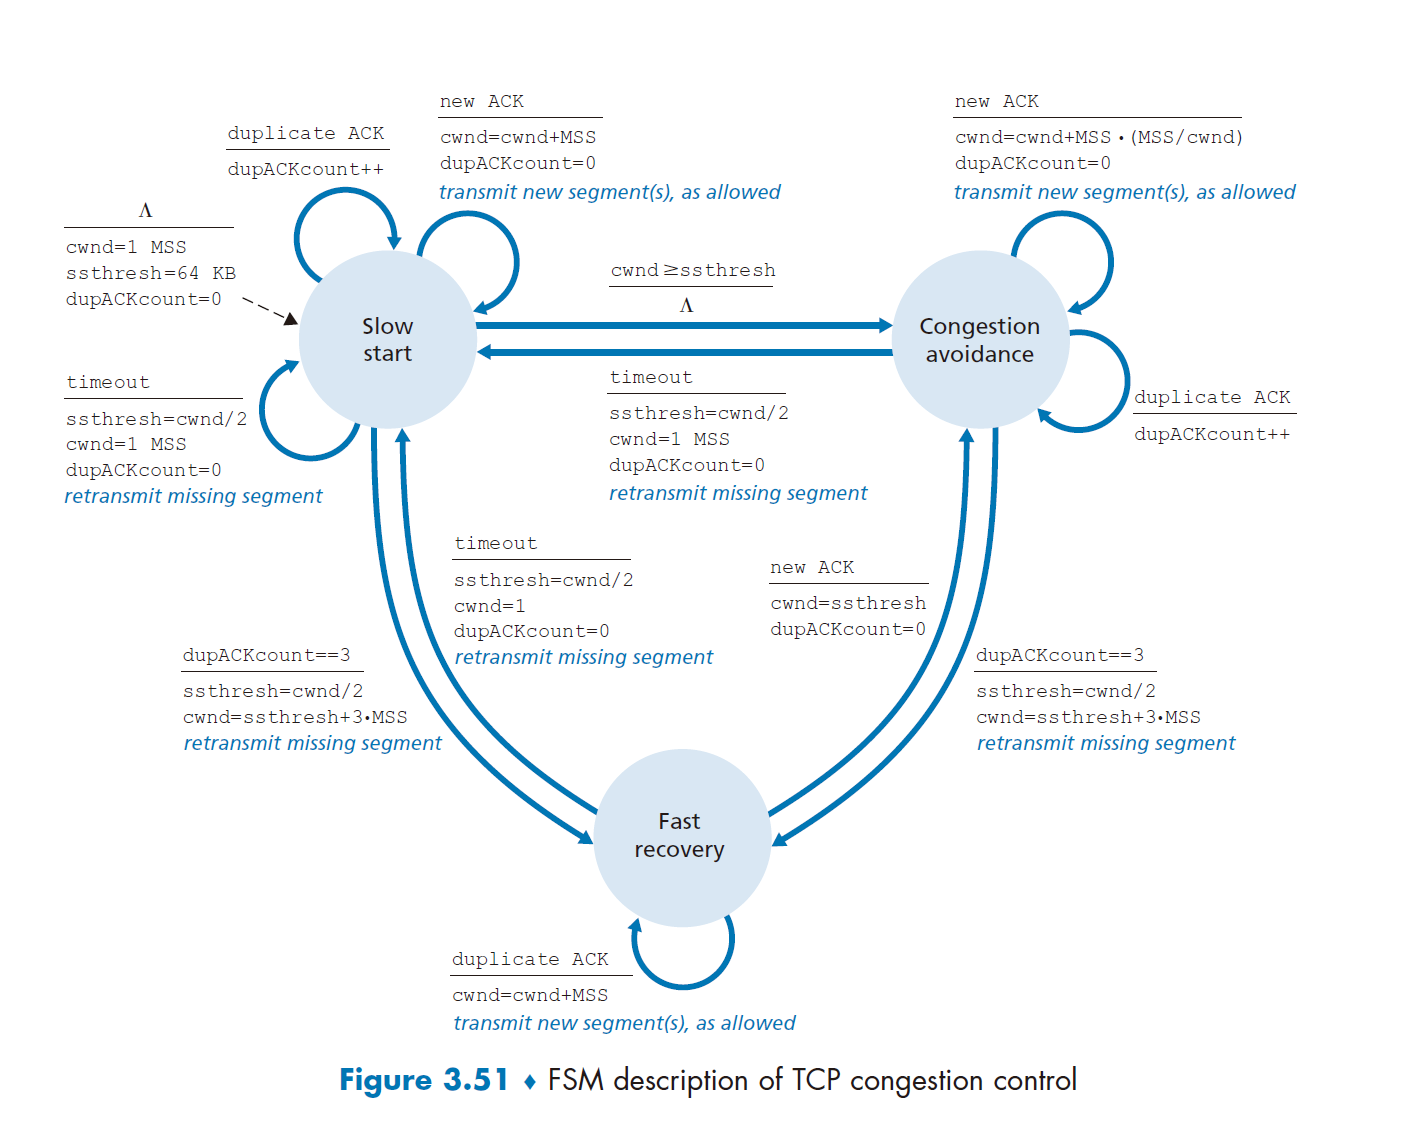 new ACK
cwnd=cwnd+MSS
dupACKcount=0
transmit new segment(s), as allowed
new ACK
cwnd=cwnd+MSS•(MSS/cwnd)
dupACKcount=0
transmit new segment(s), as allowed
duplicate ACK
dupACKcount++
Λ
cwnd=1 MSS
ssthresh=64 KB
dupACKcount=0
cwnd≥ssthresh
Λ
Slow
start
Congestion
avoidance
timeout
ssthresh=cwnd/2
cwnd=1 MSS
dupACKcount=0
retransmit missing segment
timeout
ssthresh=cwnd/2
cwnd=1 MSS
dupACKcount=0
retransmit missing segment
duplicate ACK
dupACKcount++
timeout
ssthresh=cwnd/2
cwnd=1
dupACKcount=0
retransmit missing segment
new ACK
cwnd=ssthresh
dupACKcount=0
dupACKcount==3
ssthresh=cwnd/2
cwnd=ssthresh+3•MSS
retransmit missing segment
dupACKcount==3
ssthresh=cwnd/2
cwnd=ssthresh+3•MSS
retransmit missing segment
Fast
recovery
duplicate ACK
cwnd=cwnd+MSS
transmit new segment(s), as allowed
Figure 3.51 ♦ FSM description of TCP congestion control